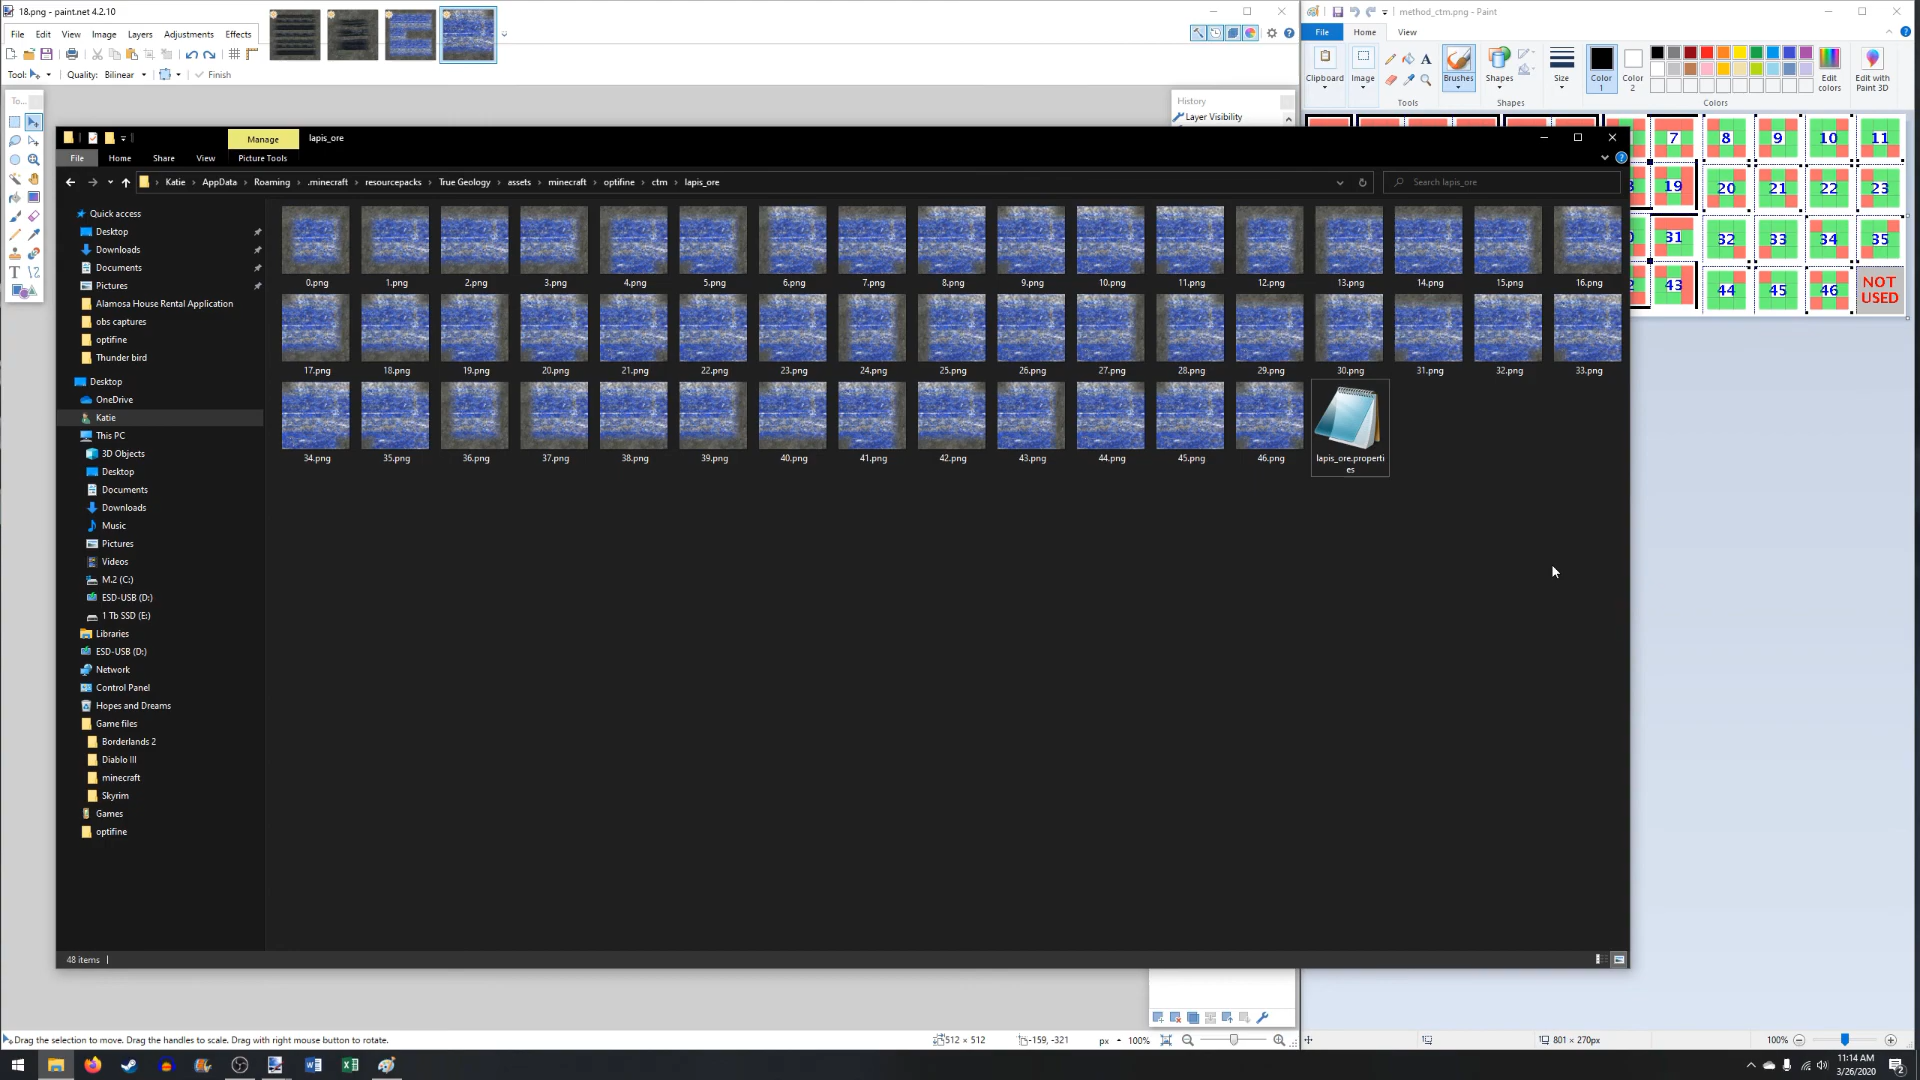 18.png - paint.net 4.2.10
File Edit View Image Layers Adjustments Effects
Tool: Quality: Bilinear Finish
To...
History
Layer Visibility
method_ctm.png - Paint
File Home View
Clipboard Image Brushes Shapes Size Color 1 Color 2 Edit colors Edit with Paint 3D
Tools Shapes Colors
7 8 9 10 11
19 20 21 22 23
31 32 33 34 35
43 44 45 46 NOT USED
Manage lapis_ore
File Home Share View Picture Tools
Katie AppData Roaming .minecraft resourcepacks True Geology assets minecraft optifine ctm lapis_ore
Search lapis_ore
Quick access
Desktop
Downloads
Documents
Pictures
Alamosa House Rental Application
obs captures
optifine
Thunder bird
Desktop
OneDrive
Katie
This PC
3D Objects
Desktop
Documents
Downloads
Music
Pictures
Videos
M.2 (C:)
ESD-USB (D:)
1 Tb SSD (E:)
Libraries
ESD-USB (D:)
Network
Control Panel
Hopes and Dreams
Game files
Borderlands 2
Diablo III
minecraft
Skyrim
Games
optifine
0.png 1.png 2.png 3.png 4.png 5.png 6.png 7.png 8.png 9.png 10.png 11.png 12.png 13.png 14.png 15.png 16.png
17.png 18.png 19.png 20.png 21.png 22.png 23.png 24.png 25.png 26.png 27.png 28.png 29.png 30.png 31.png 32.png 33.png
34.png 35.png 36.png 37.png 38.png 39.png 40.png 41.png 42.png 43.png 44.png 45.png 46.png lapis_ore.properti
es
48 items
Drag the selection to move. Drag the handles to scale. Drag with right mouse button to rotate.
512 × 512 -159, -321 px 100%
801 × 270px 100%
11:14 AM
3/26/2020
2